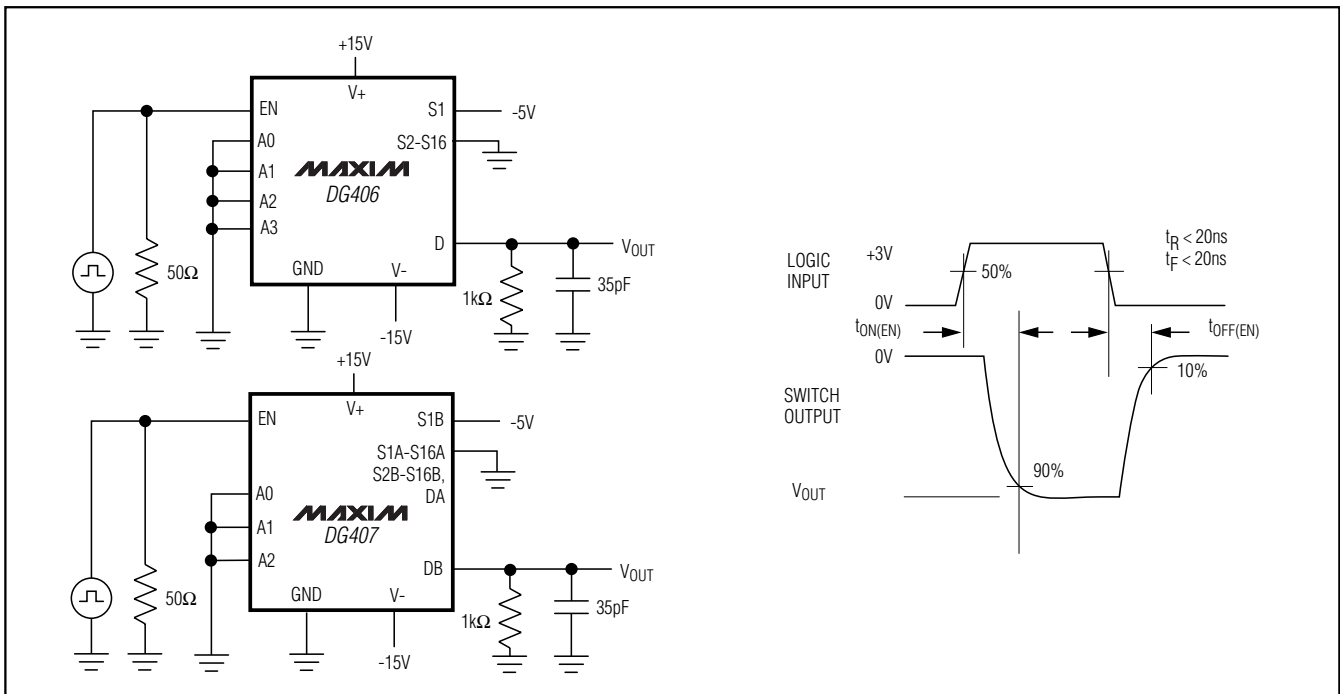 +15V
V+
EN
S1
-5V
A0
S2-S16
A1
MAXIM
DG406
A2
A3
D
VOUT
50Ω
GND
V-
1kΩ
35pF
-15V
+15V
V+
EN
S1B
-5V
S1A-S16A
S2B-S16B,
DA
A0
MAXIM
A1
DG407
A2
DB
VOUT
50Ω
GND
V-
1kΩ
35pF
-15V
LOGIC
INPUT
+3V
50%
0V
tR < 20ns
tF < 20ns
tON(EN)
tOFF(EN)
0V
10%
SWITCH
OUTPUT
90%
VOUT